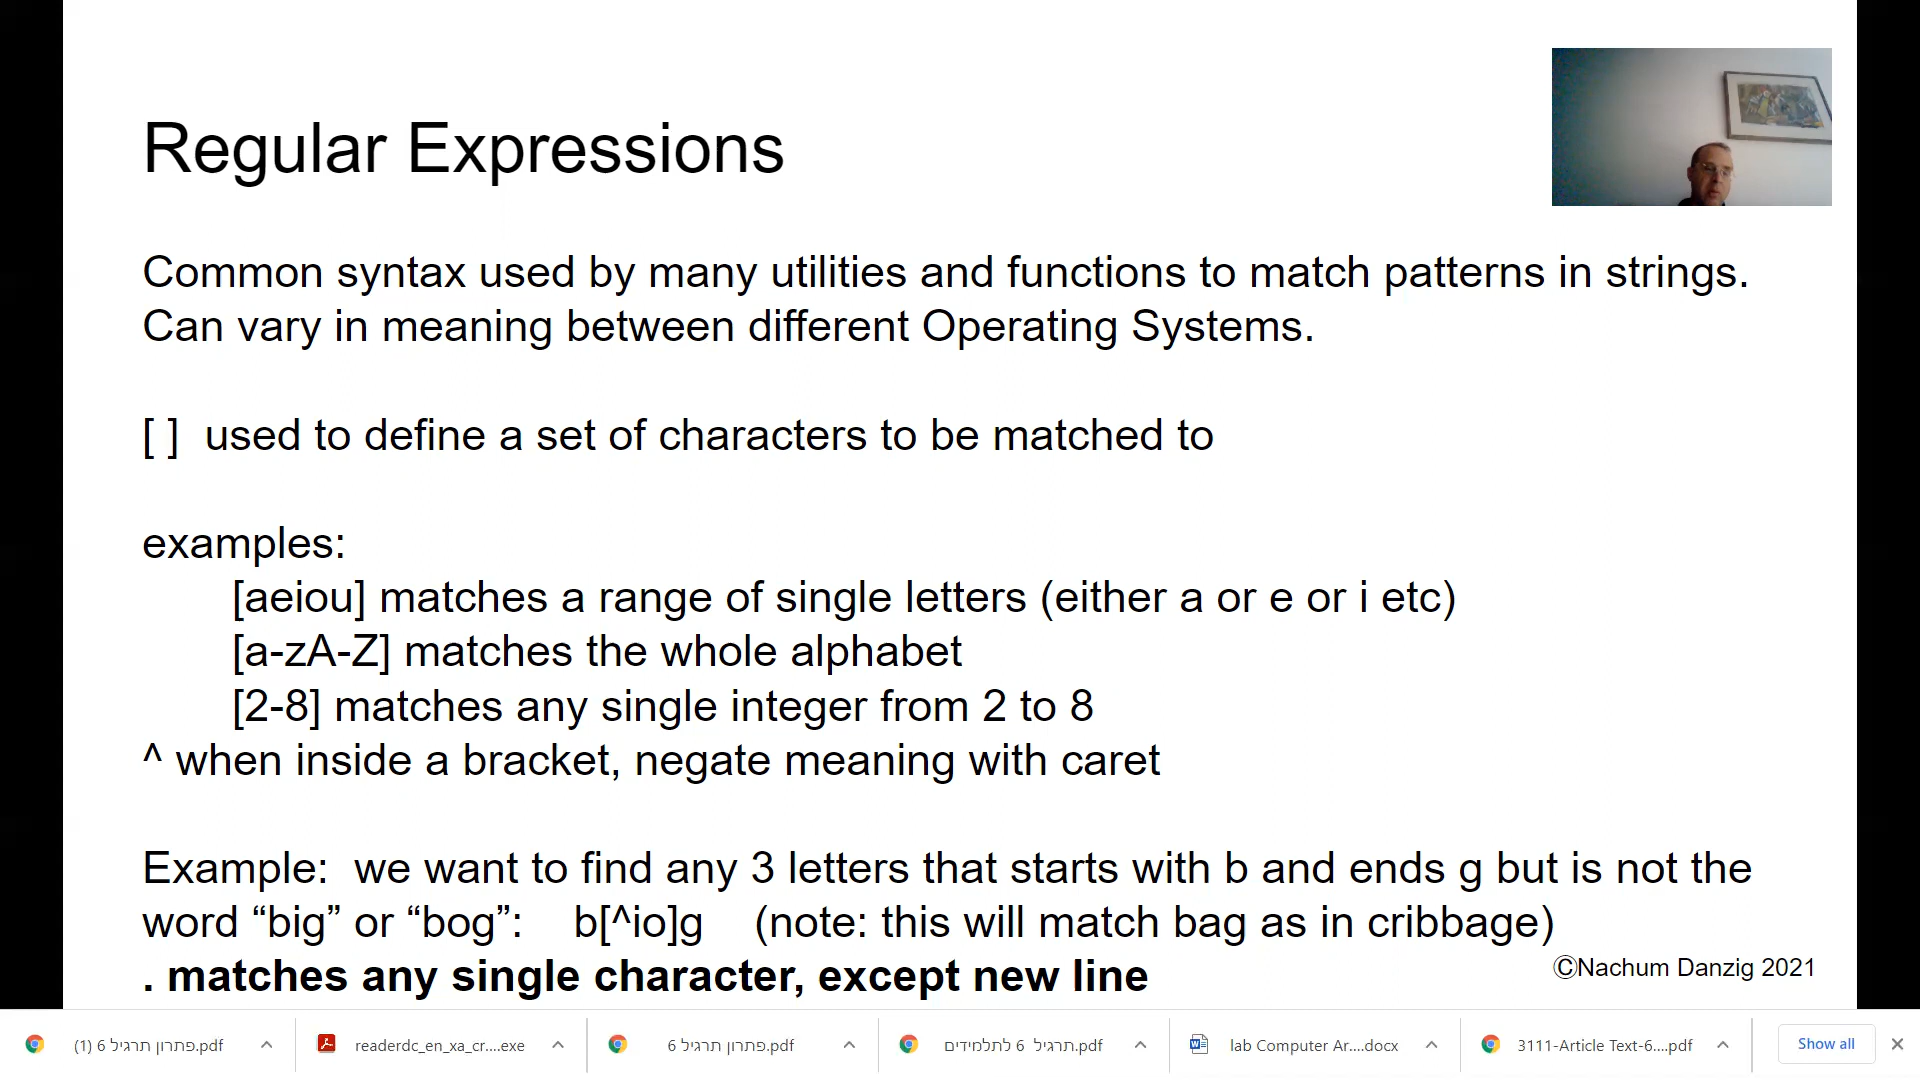 Regular Expressions
Common syntax used by many utilities and functions to match patterns in strings.
Can vary in meaning between different Operating Systems.
[ ]  used to define a set of characters to be matched to
examples:
[aeiou] matches a range of single letters (either a or e or i etc)
[a-zA-Z] matches the whole alphabet
[2-8] matches any single integer from 2 to 8
^ when inside a bracket, negate meaning with caret
Example:  we want to find any 3 letters that starts with b and ends g but is not the
word “big” or “bog”:    b[^io]g    (note: this will match bag as in cribbage)
. matches any single character, except new line
ⒸNachum Danzig 2021
פתרון תרגיל 6 (1).pdf
readerdc_en_xa_cr....exe
פתרון תרגיל 6.pdf
תרגיל 6 לתלמידים.pdf
lab Computer Ar....docx
3111-Article Text-6....pdf
Show all